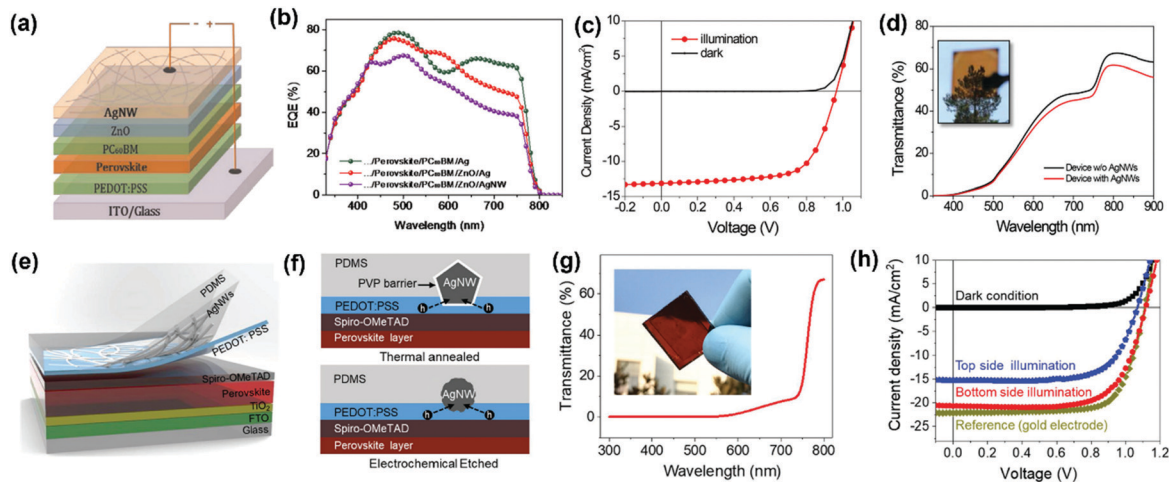 (a)
- +
AgNW
ZnO
PC₆₀BM
Perovskite
PEDOT:PSS
ITO/Glass
(b)
EQE (%)
80
60
40
20
0
.../Perovskite/PC₆₀BM/Ag
.../Perovskite/PC₆₀BM/ZnO/Ag
.../Perovskite/PC₆₀BM/ZnO/AgNW
400 500 600 700 800
Wavelength (nm)
(c)
Current Density (mA/cm²)
10
5
0
-5
-10
-15
illumination
dark
-0.2 0.0 0.2 0.4 0.6 0.8 1.0
Voltage (V)
(d)
Transmittance (%)
80
60
40
20
0
Device w/o AgNWs
Device with AgNWs
400 500 600 700 800 900
Wavelength (nm)
(e)
PDMS
AgNWs
PEDOT: PSS
Spiro-OMeTAD
Perovskite
TiO₂
FTO
Glass
(f)
PDMS
PVP barrier
AgNW
PEDOT:PSS
h h
Spiro-OMeTAD
Perovskite layer
Thermal annealed
PDMS
AgNW
PEDOT:PSS
h h
Spiro-OMeTAD
Perovskite layer
Electrochemical Etched
(g)
Transmittance (%)
70
60
50
40
30
20
10
0
300 400 500 600 700 800
Wavelength (nm)
(h)
Current density (mA/cm²)
10
5
0
-5
-10
-15
-20
-25
Dark condition
Top side illumination
Bottom side illumination
Reference (gold electrode)
0.0 0.2 0.4 0.6 0.8 1.0 1.2
Voltage (V)